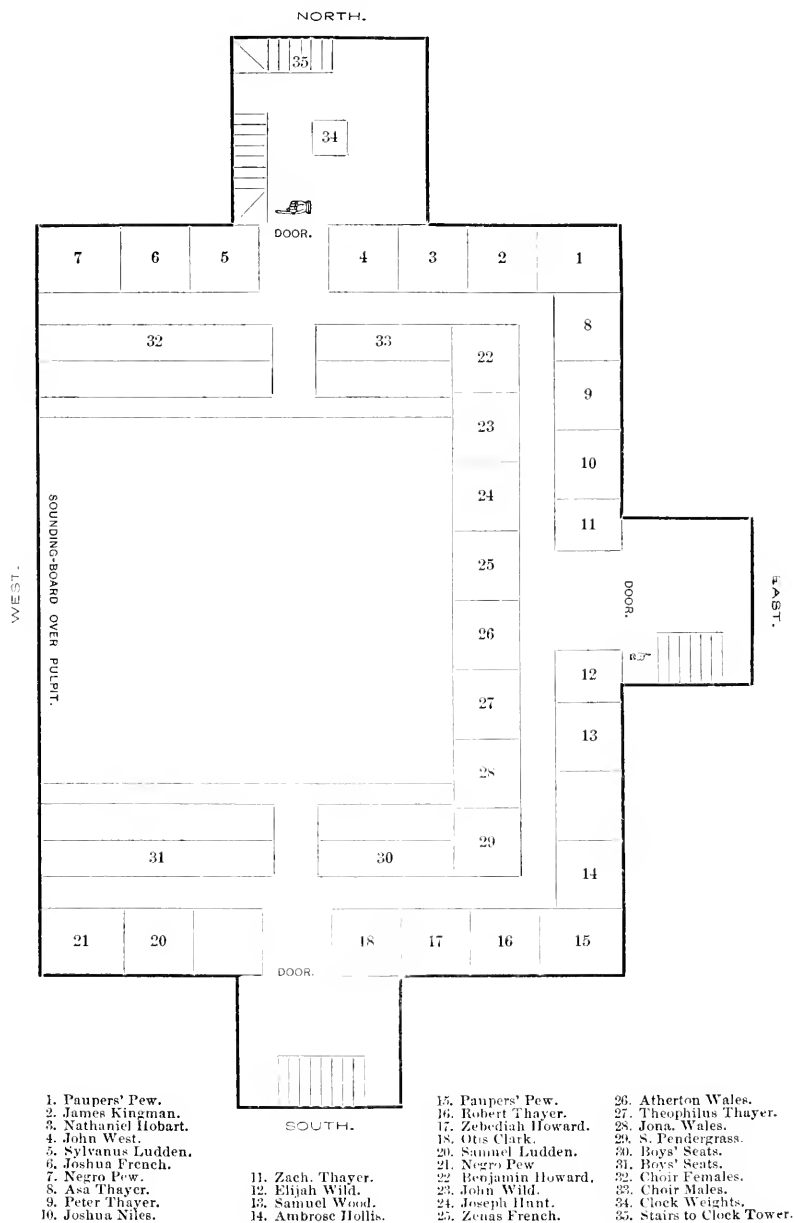 NORTH.
35
34
DOOR.
7 6 5 4 3 2 1
8
32 33
22
9
23
10
24
11
SOUNDING-BOARD OVER PULPIT.
WEST.
25
DOOR.
EAST.
26
12
27
13
28
29
31 30
14
21 20 18 17 16 15
DOOR.
SOUTH.
1. Paupers' Pew.
2. James Kingman.
3. Nathaniel Hobart.
4. John West.
5. Sylvanus Ludden.
6. Joshua French.
7. Negro Pew.
8. Asa Thayer.
9. Peter Thayer.
10. Joshua Niles.
11. Zach. Thayer.
12. Elijah Wild.
13. Samuel Wood.
14. Ambrose Hollis.
15. Paupers' Pew.
16. Robert Thayer.
17. Zebediah Howard.
18. Otis Clark.
20. Samuel Ludden.
21. Negro Pew
22 Benjamin Howard.
23. John Wild.
24. Joseph Hunt.
25. Zenas French.
26. Atherton Wales.
27. Theophilus Thayer.
28. Jona. Wales.
29. S. Pendergrass.
30. Boys' Seats.
31. Boys' Seats.
32. Choir Females.
33. Choir Males.
34. Clock Weights.
35. Stairs to Clock Tower.